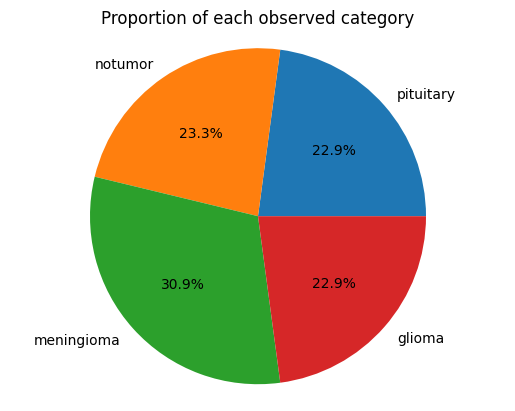 Proportion of each observed category
notumor
pituitary
23.3%
22.9%
30.9%
22.9%
meningioma
glioma